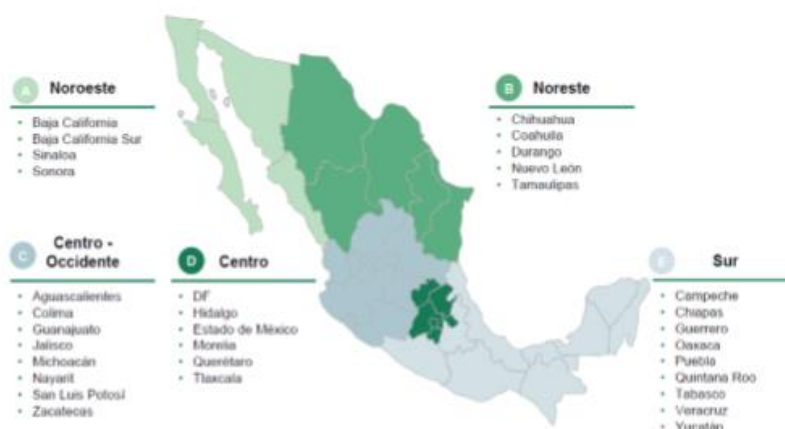 A Noroeste
Baja California
Baja California Sur
Sinaloa
Sonora
B Noreste
Chihuahua
Coahuila
Durango
Nuevo León
Tamaulipas
C Centro -
Occidente
Aguascalientes
Colima
Guanajuato
Jalisco
Michoacán
Nayarit
San Luis Potosí
Zacatecas
D Centro
DF
Hidalgo
Estado de México
Morelia
Querétaro
Tlaxcala
E Sur
Campeche
Chiapas
Guerrero
Oaxaca
Puebla
Quintana Roo
Tabasco
Veracruz
Yucatán